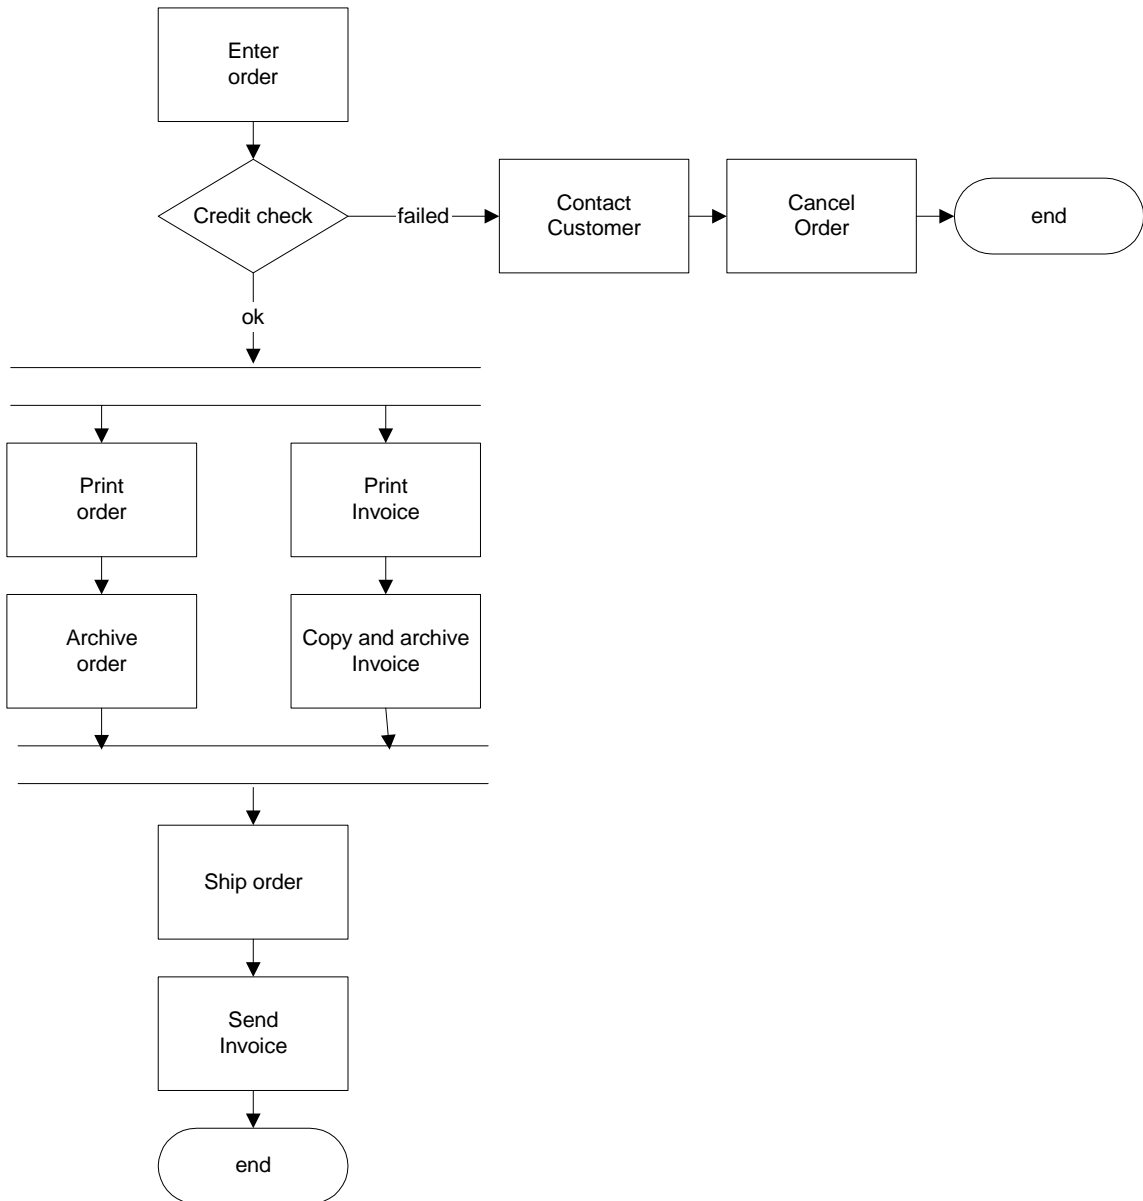 Enter
order
Credit check
failed
Contact
Customer
Cancel
Order
end
ok
Print
order
Print
Invoice
Archive
order
Copy and archive
Invoice
Ship order
Send
Invoice
end